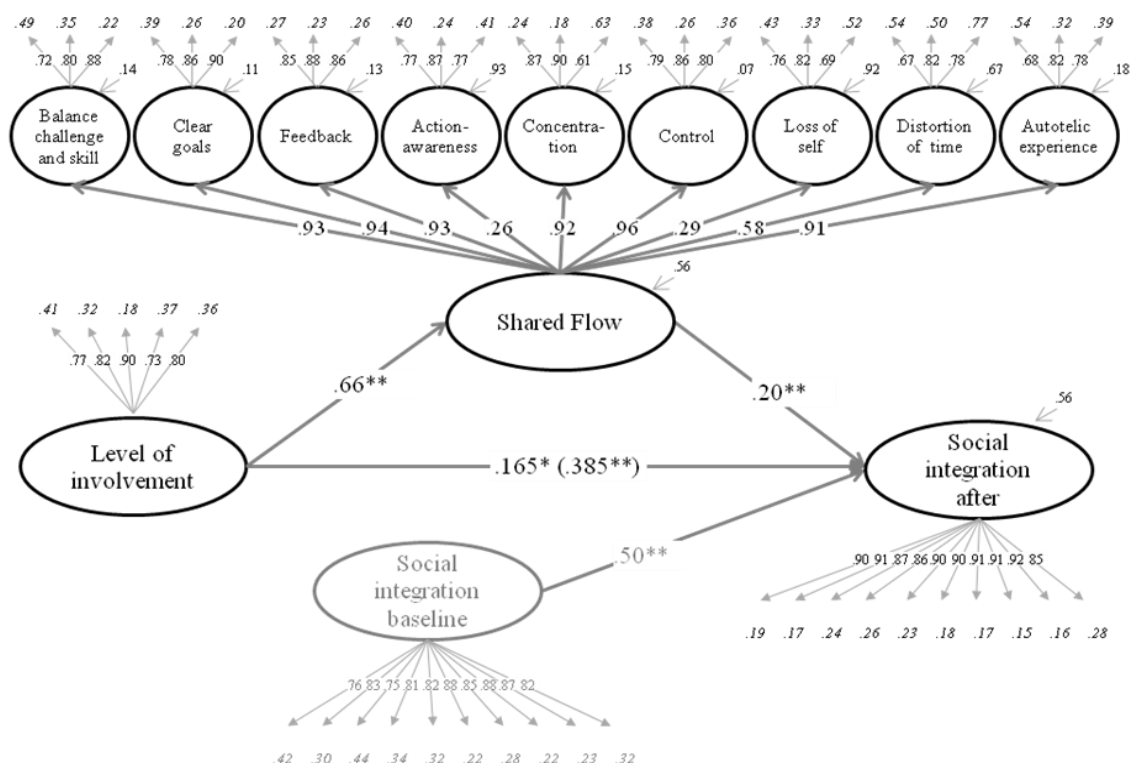 .49 .35 .22 .39 .26 .20 .27 .23 .26 .40 .24 .41 .24 .18 .63 .38 .26 .36 .43 .33 .52 .54 .50 .77 .54 .32 .39
.72 .80 .88 .78 .86 .90 .85 .88 .86 .77 .87 .77 .87 .90 .61 .79 .86 .80 .76 .82 .69 .67 .82 .78 .68 .82 .78
.14 .11 .13 .93 .15 .07 .92 .67 .18
Balance
challenge
and skill
Clear
goals
Feedback
Action-
awareness
Concentra-
tion
Control
Loss of
self
Distortion
of time
Autotelic
experience
.93 .94 .93 .26 .92 .96 .29 .58 .91
.56
Shared Flow
.41 .32 .18 .37 .36
.77 .82 .90 .73 .80
.66**
.20**
Level of
involvement
.165* (.385**)
.56
Social
integration
after
.50**
.90 .91 .87 .86 .90 .90 .91 .91 .92 .85
.19 .17 .24 .26 .23 .18 .17 .15 .16 .28
Social
integration
baseline
.76 .83 .75 .81 .82 .88 .85 .88 .87 .82
.42 .30 .44 .34 .32 .22 .28 .22 .23 .32